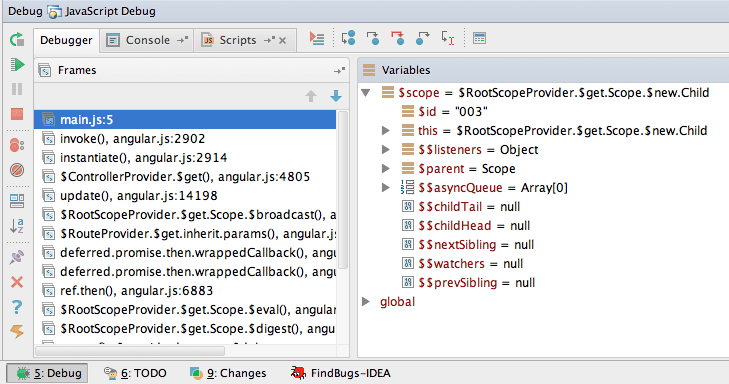 Debug JavaScript Debug
Debugger Console Scripts
Frames
main.js:5
invoke(), angular.js:2902
instantiate(), angular.js:2914
$ControllerProvider.$get(), angular.js:4805
update(), angular.js:14198
$RootScopeProvider.$get.Scope.$broadcast(), a
$RouteProvider.$get.inherit.params(), angular.j
deferred.promise.then.wrappedCallback(), angu
deferred.promise.then.wrappedCallback(), angu
ref.then(), angular.js:6883
$RootScopeProvider.$get.Scope.$eval(), angular
$RootScopeProvider.$get.Scope.$digest(), angu
Variables
$scope = $RootScopeProvider.$get.Scope.$new.Child
$id = "003"
this = $RootScopeProvider.$get.Scope.$new.Child
$$listeners = Object
$parent = Scope
$$asyncQueue = Array[0]
$$childTail = null
$$childHead = null
$$nextSibling = null
$$watchers = null
$$prevSibling = null
global
5: Debug 6: TODO 9: Changes FindBugs-IDEA